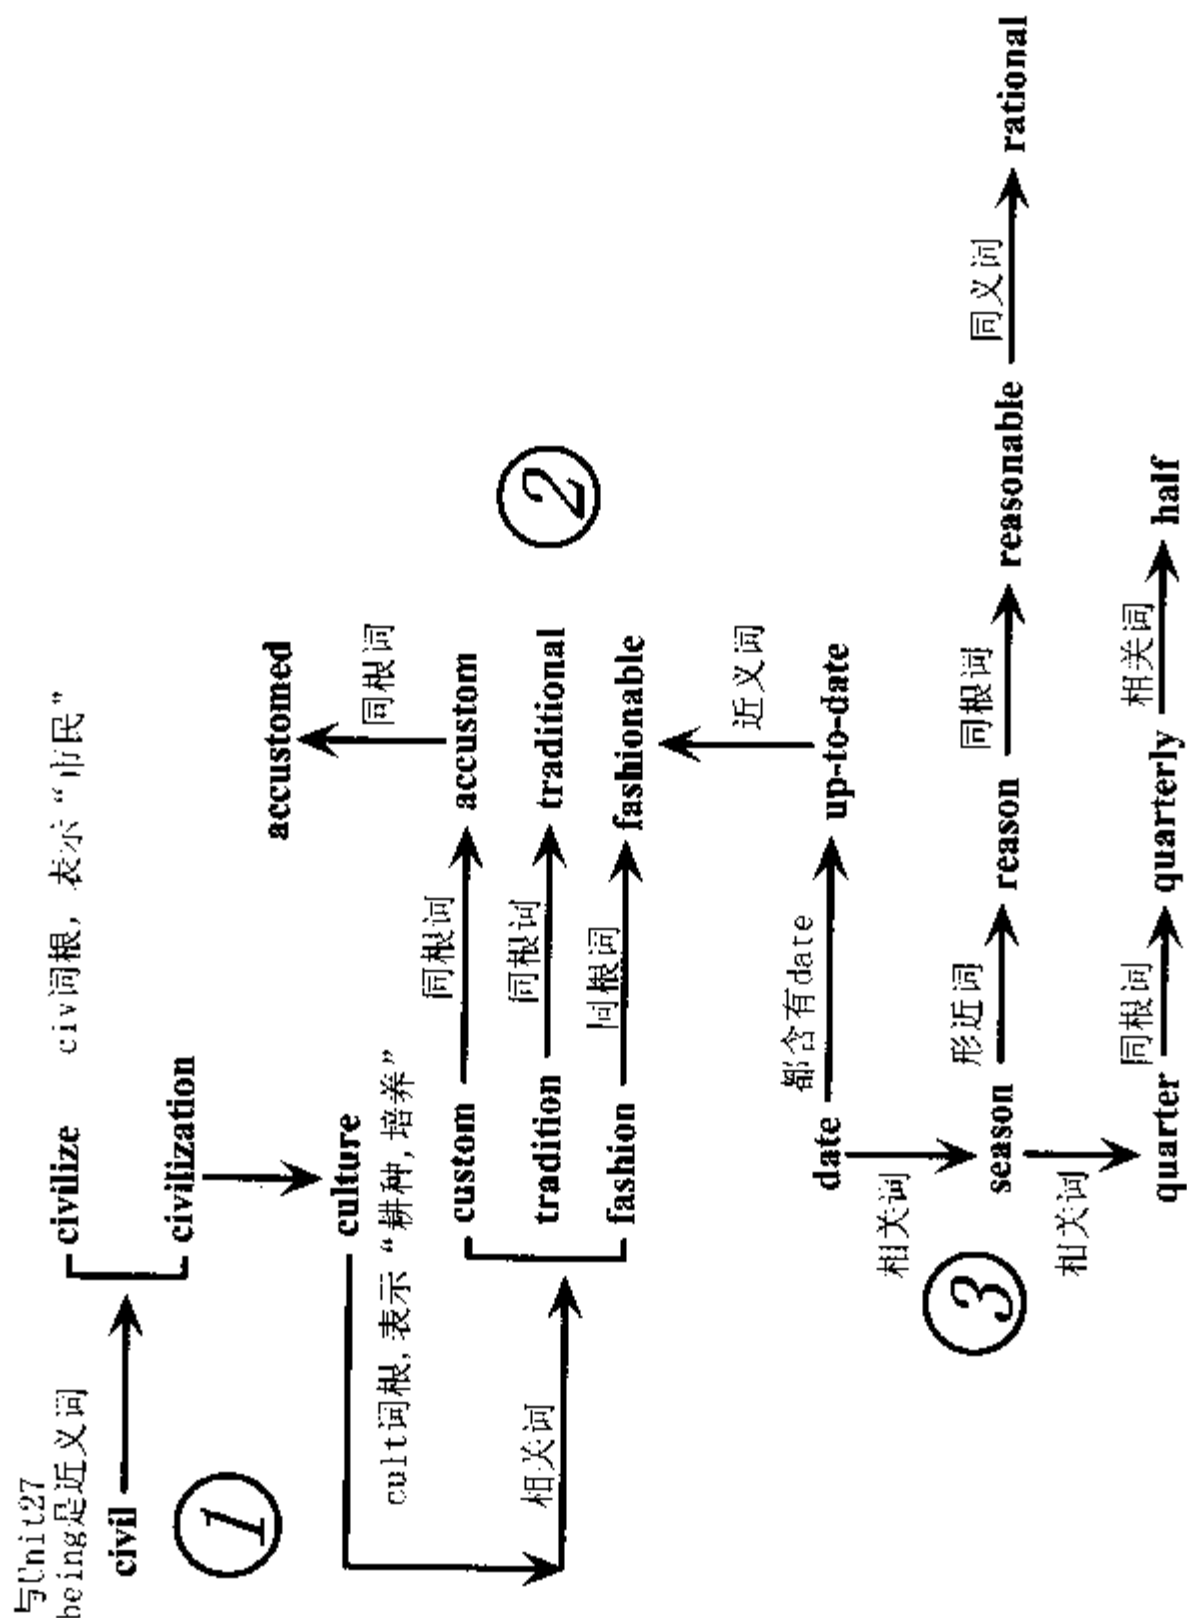 与Unit27
being是近义词
civil
civilize
civ词根，表示“市民”
civilization
①
culture
cult词根,表示“耕种,培养”
相关词
custom
同根词
accustom
同根词
accustomed
tradition
同根词
traditional
②
fashion
同根词
fashionable
近义词
date
都含有date
up-to-date
相关词
③
season
形近词
reason
同根词
reasonable
同义词
rational
相关词
quarter
同根词
quarterly
相关词
half